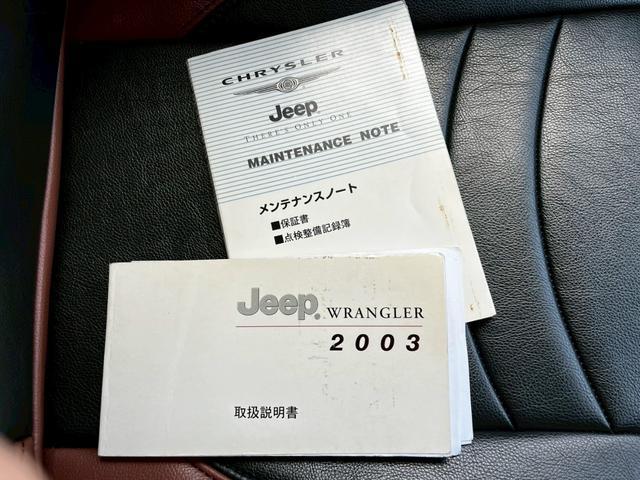 CHRYSLER
Jeep®
THERE'S ONLY ONE
MAINTENANCE NOTE
メンテナンスノート
■保証書
■点検整備記録簿
Jeep® WRANGLER
2003
取扱説明書